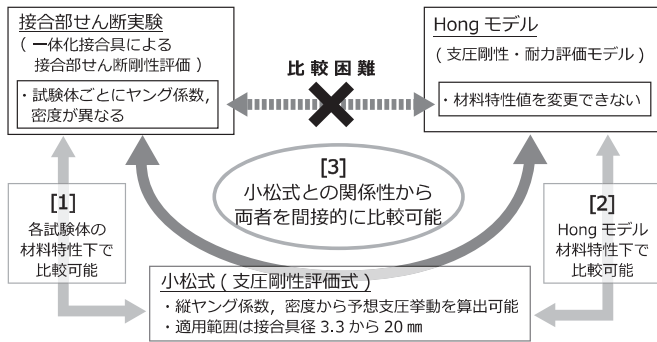 接合部せん断実験
( 一体化接合具による
接合部せん断剛性評価 )
・試験体ごとにヤング係数,
密度が異なる
比較困難
Hong モデル
( 支圧剛性・耐力評価モデル )
・材料特性値を変更できない
[3]
小松式との関係性から
両者を間接的に比較可能
[1]
各試験体の
材料特性下で
比較可能
[2]
Hong モデル
材料特性下で
比較可能
小松式 ( 支圧剛性評価式 )
・縦ヤング係数，密度から予想支圧挙動を算出可能
・適用範囲は接合具径 3.3 から 20 ㎜